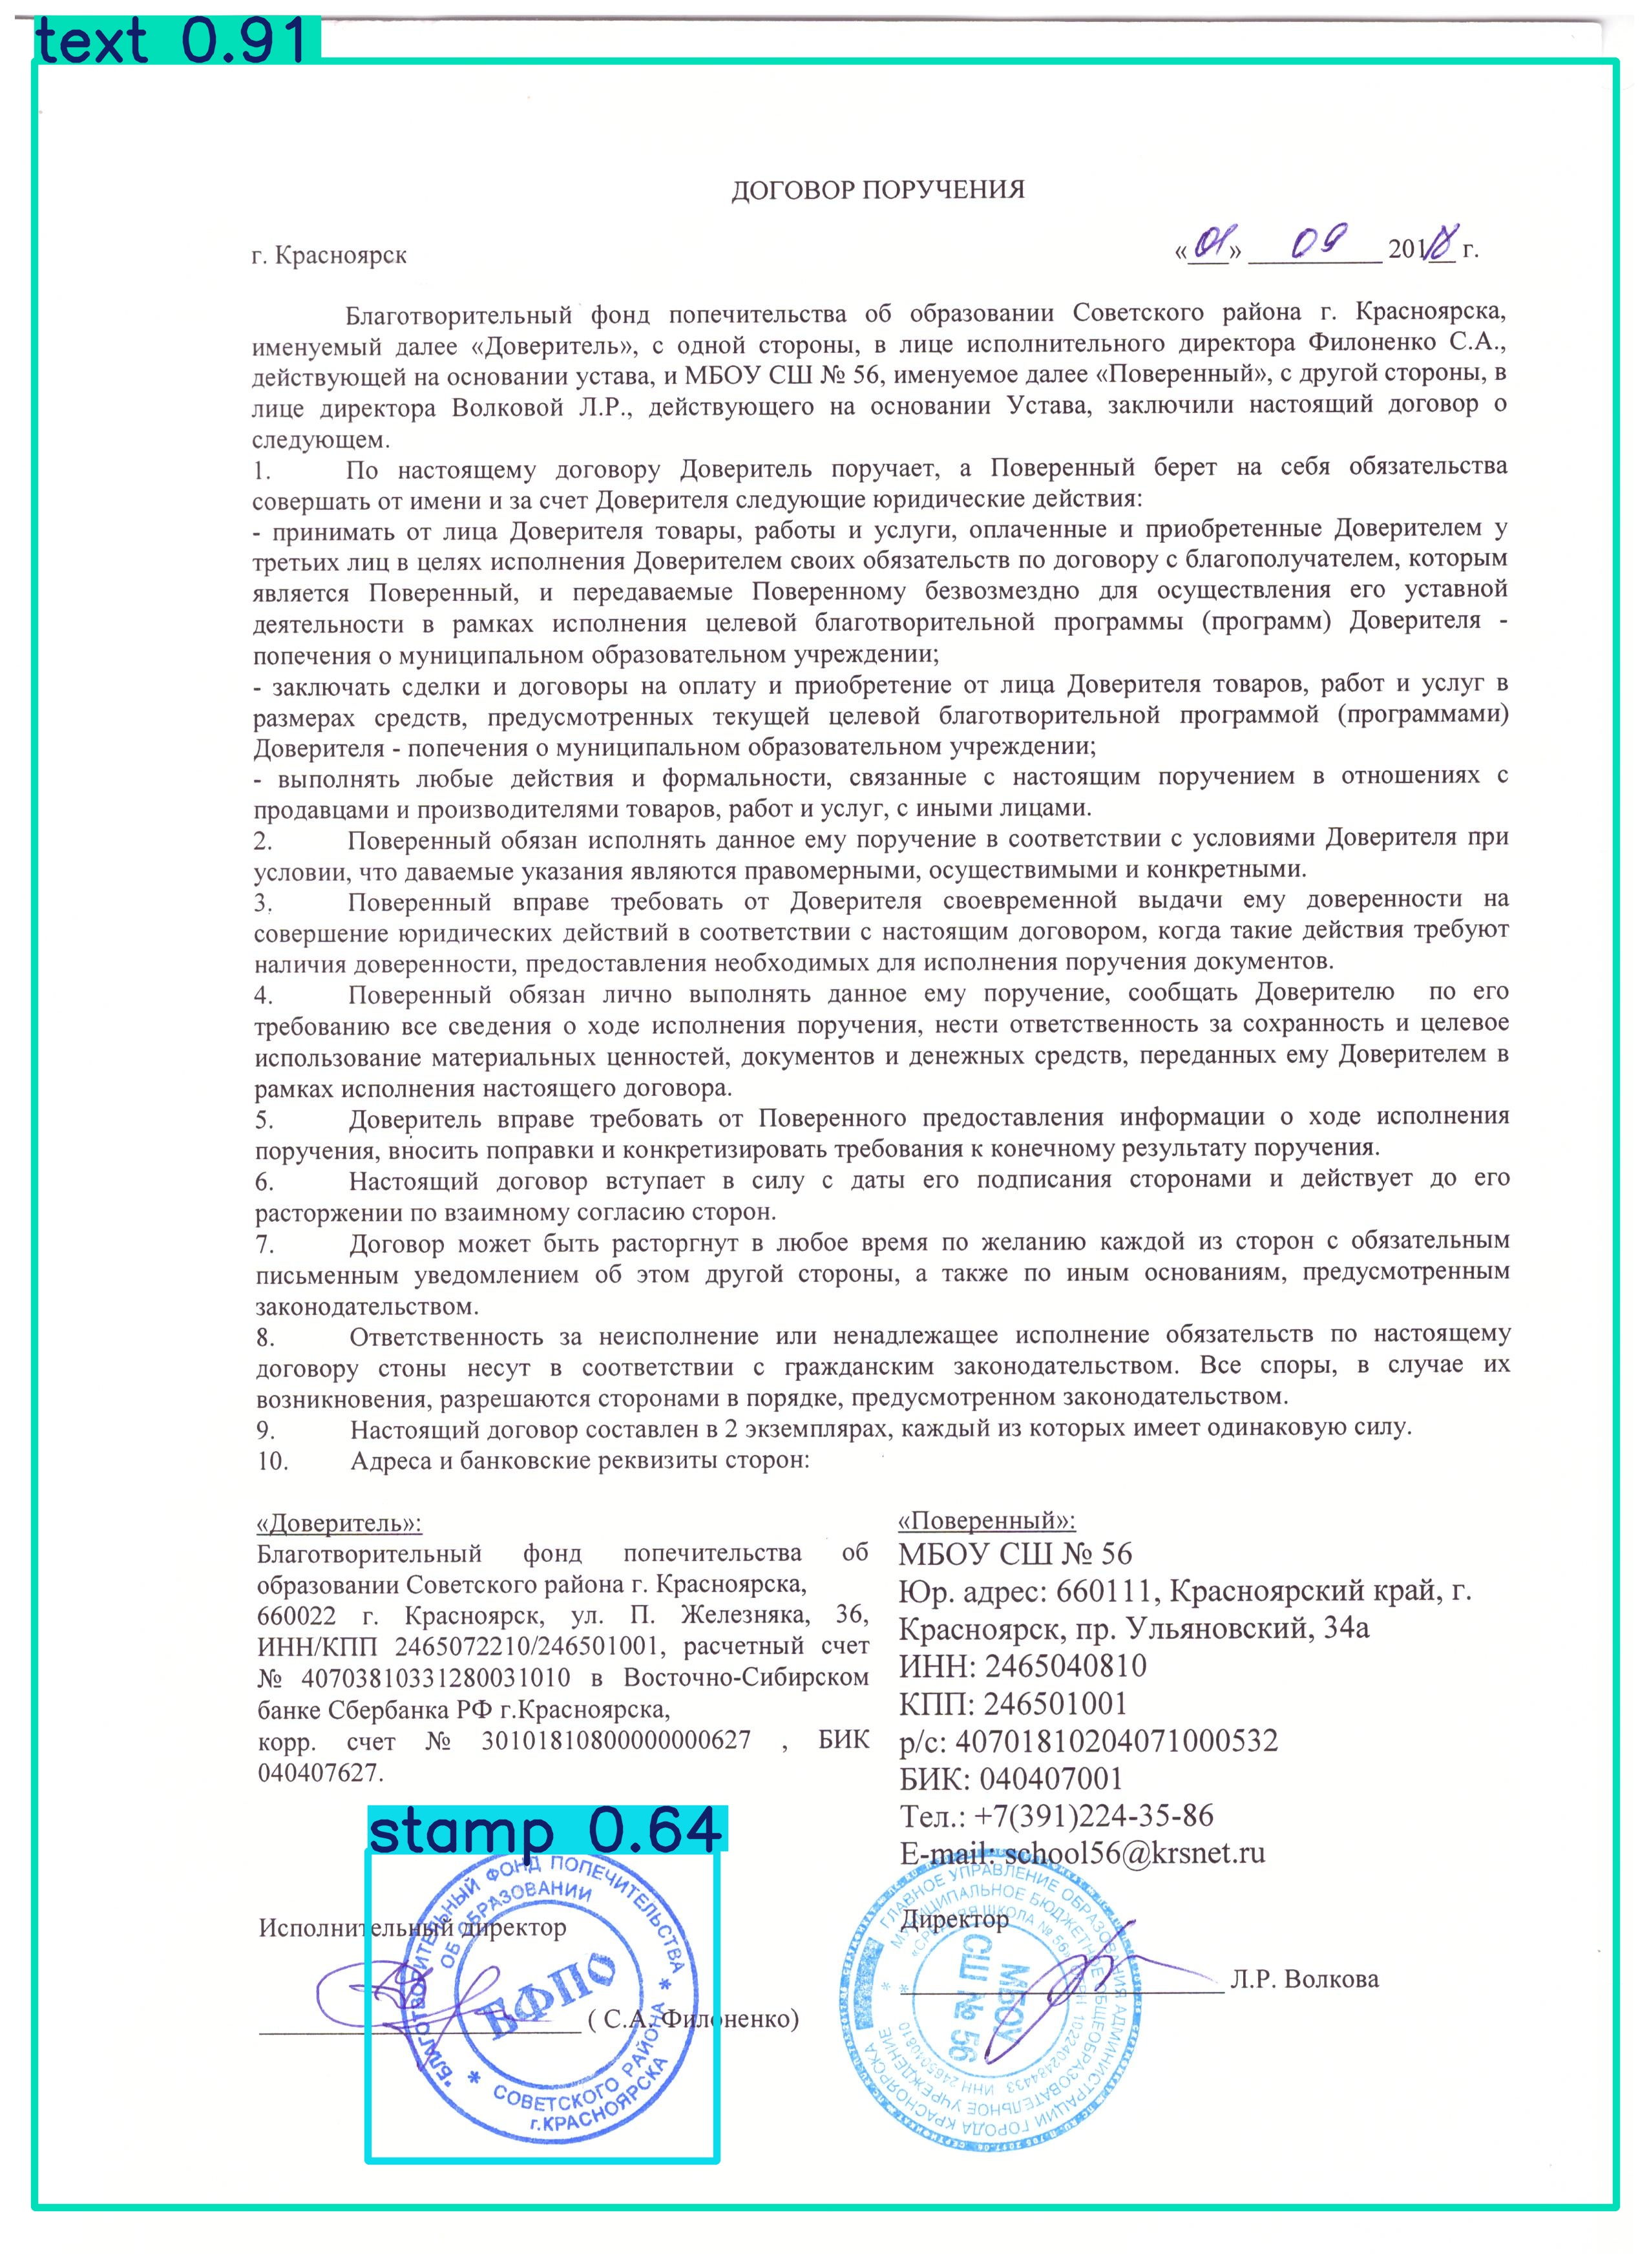 text 0.91
ДОГОВОР ПОРУЧЕНИЯ
г. Красноярск
«01» 09 2018 г.
Благотворительный фонд попечительства об образовании Советского района г. Красноярска,
именуемый далее «Доверитель», с одной стороны, в лице исполнительного директора Филоненко С.А.,
действующей на основании устава, и МБОУ СШ № 56, именуемое далее «Поверенный», с другой стороны, в
лице директора Волковой Л.Р., действующего на основании Устава, заключили настоящий договор о
следующем.
1. По настоящему договору Доверитель поручает, а Поверенный берет на себя обязательства
совершать от имени и за счет Доверителя следующие юридические действия:
- принимать от лица Доверителя товары, работы и услуги, оплаченные и приобретенные Доверителем у
третьих лиц в целях исполнения Доверителем своих обязательств по договору с благополучателем, которым
является Поверенный, и передаваемые Поверенному безвозмездно для осуществления его уставной
деятельности в рамках исполнения целевой благотворительной программы (программ) Доверителя -
попечения о муниципальном образовательном учреждении;
- заключать сделки и договоры на оплату и приобретение от лица Доверителя товаров, работ и услуг в
размерах средств, предусмотренных текущей целевой благотворительной программой (программами)
Доверителя - попечения о муниципальном образовательном учреждении;
- выполнять любые действия и формальности, связанные с настоящим поручением в отношениях с
продавцами и производителями товаров, работ и услуг, с иными лицами.
2. Поверенный обязан исполнять данное ему поручение в соответствии с условиями Доверителя при
условии, что даваемые указания являются правомерными, осуществимыми и конкретными.
3. Поверенный вправе требовать от Доверителя своевременной выдачи ему доверенности на
совершение юридических действий в соответствии с настоящим договором, когда такие действия требуют
наличия доверенности, предоставления необходимых для исполнения поручения документов.
4. Поверенный обязан лично выполнять данное ему поручение, сообщать Доверителю по его
требованию все сведения о ходе исполнения поручения, нести ответственность за сохранность и целевое
использование материальных ценностей, документов и денежных средств, переданных ему Доверителем в
рамках исполнения настоящего договора.
5. Доверитель вправе требовать от Поверенного предоставления информации о ходе исполнения
поручения, вносить поправки и конкретизировать требования к конечному результату поручения.
6. Настоящий договор вступает в силу с даты его подписания сторонами и действует до его
расторжении по взаимному согласию сторон.
7. Договор может быть расторгнут в любое время по желанию каждой из сторон с обязательным
письменным уведомлением об этом другой стороны, а также по иным основаниям, предусмотренным
законодательством.
8. Ответственность за неисполнение или ненадлежащее исполнение обязательств по настоящему
договору стоны несут в соответствии с гражданским законодательством. Все споры, в случае их
возникновения, разрешаются сторонами в порядке, предусмотренном законодательством.
9. Настоящий договор составлен в 2 экземплярах, каждый из которых имеет одинаковую силу.
10. Адреса и банковские реквизиты сторон:
«Доверитель»:
Благотворительный фонд попечительства об
образовании Советского района г. Красноярска,
660022 г. Красноярск, ул. П. Железняка, 36,
ИНН/КПП 2465072210/246501001, расчетный счет
№ 40703810331280031010 в Восточно-Сибирском
банке Сбербанка РФ г.Красноярска,
корр. счет № 30101810800000000627 , БИК
040407627.
stamp 0.64
Исполнительный директор
( С.А. Филоненко)
"БЛАГОТВОРИТЕЛЬНЫЙ ФОНД ПОПЕЧИТЕЛЬСТВА
ОБ ОБРАЗОВАНИИ
БФПО
* СОВЕТСКОГО РАЙОНА *
г.КРАСНОЯРСКА
«Поверенный»:
МБОУ СШ № 56
Юр. адрес: 660111, Красноярский край, г.
Красноярск, пр. Ульяновский, 34а
ИНН: 2465040810
КПП: 246501001
р/с: 40701810204071000532
БИК: 040407001
Тел.: +7(391)224-35-86
E-mail: school56@krsnet.ru
Директор
Л.Р. Волкова
* ГЛАВНОЕ УПРАВЛЕНИЕ ОБРАЗОВАНИЯ АДМИНИСТРАЦИИ ГОРОДА КРАСНОЯРСКА
МУНИЦИПАЛЬНОЕ БЮДЖЕТНОЕ ОБЩЕОБРАЗОВАТЕЛЬНОЕ УЧРЕЖДЕНИЕ *
«СРЕДНЯЯ ШКОЛА № 56»
МБОУ
СШ № 56